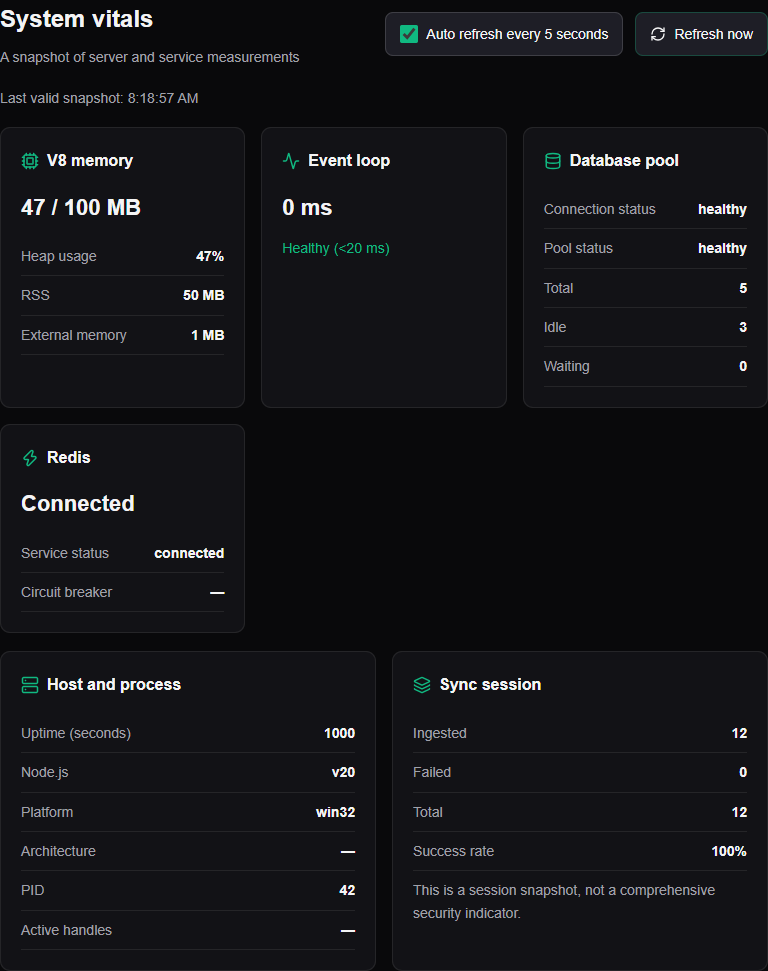 System vitals
A snapshot of server and service measurements
Auto refresh every 5 seconds
Refresh now
Last valid snapshot: 8:18:57 AM
V8 memory
47 / 100 MB
Heap usage 47%
RSS 50 MB
External memory 1 MB
Event loop
0 ms
Healthy (<20 ms)
Database pool
Connection status healthy
Pool status healthy
Total 5
Idle 3
Waiting 0
Redis
Connected
Service status connected
Circuit breaker —
Host and process
Uptime (seconds) 1000
Node.js v20
Platform win32
Architecture —
PID 42
Active handles —
Sync session
Ingested 12
Failed 0
Total 12
Success rate 100%
This is a session snapshot, not a comprehensive
security indicator.